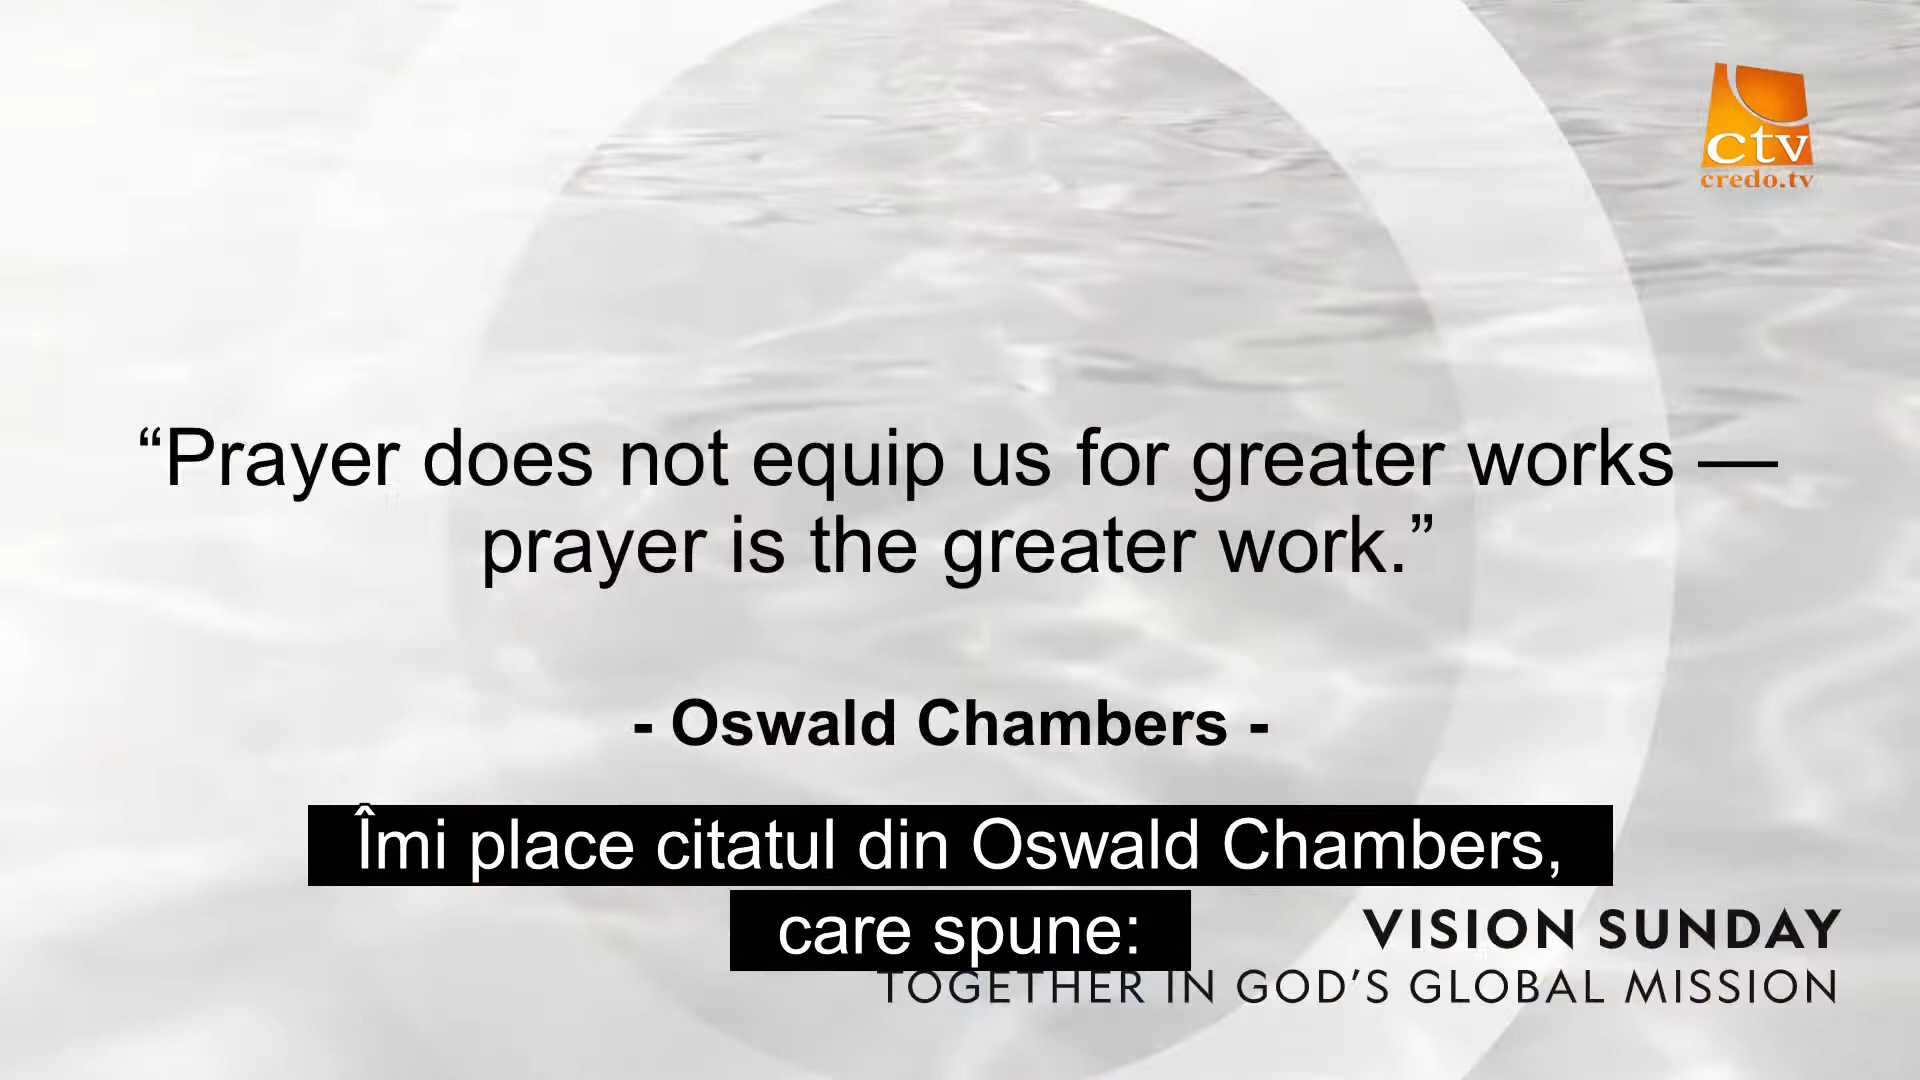 ctv
credo.tv
“Prayer does not equip us for greater works —
prayer is the greater work.”
- Oswald Chambers -
Îmi place citatul din Oswald Chambers,
care spune:
VISION SUNDAY
TOGETHER IN GOD’S GLOBAL MISSION